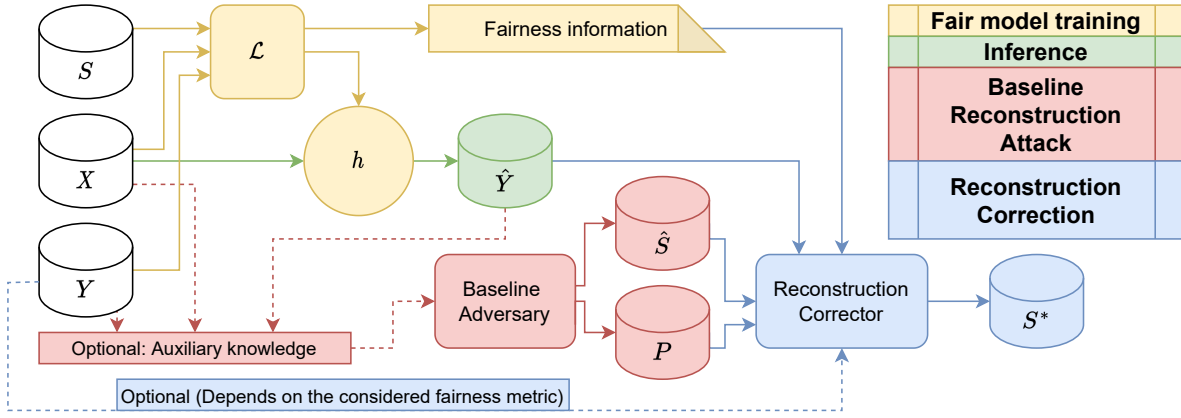 S
ℒ
Fairness information
Fair model training
Inference
Baseline
Reconstruction
Attack
Reconstruction
Correction
X
h
Ŷ
Y
Ŝ
P
Baseline
Adversary
Reconstruction
Corrector
S*
Optional: Auxiliary knowledge
Optional (Depends on the considered fairness metric)